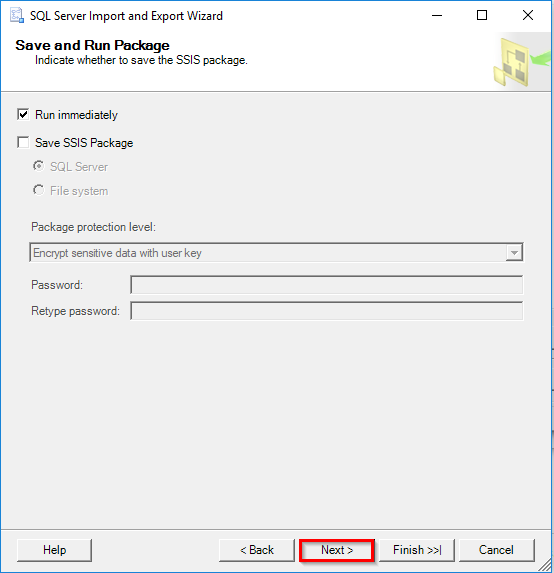 SQL Server Import and Export Wizard
Save and Run Package
Indicate whether to save the SSIS package.
Run immediately
Save SSIS Package
SQL Server
File system
Package protection level:
Encrypt sensitive data with user key
Password:
Retype password:
Help < Back Next > Finish >>| Cancel